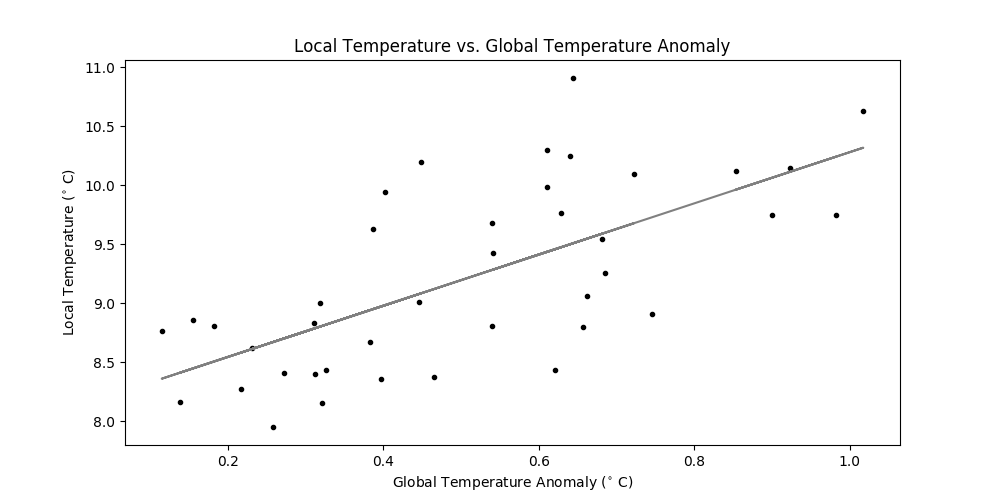 Local Temperature vs. Global Temperature Anomaly
11.0
10.5
10.0
9.5
9.0
8.5
8.0
Local Temperature (° C)
0.2 0.4 0.6 0.8 1.0
Global Temperature Anomaly (° C)